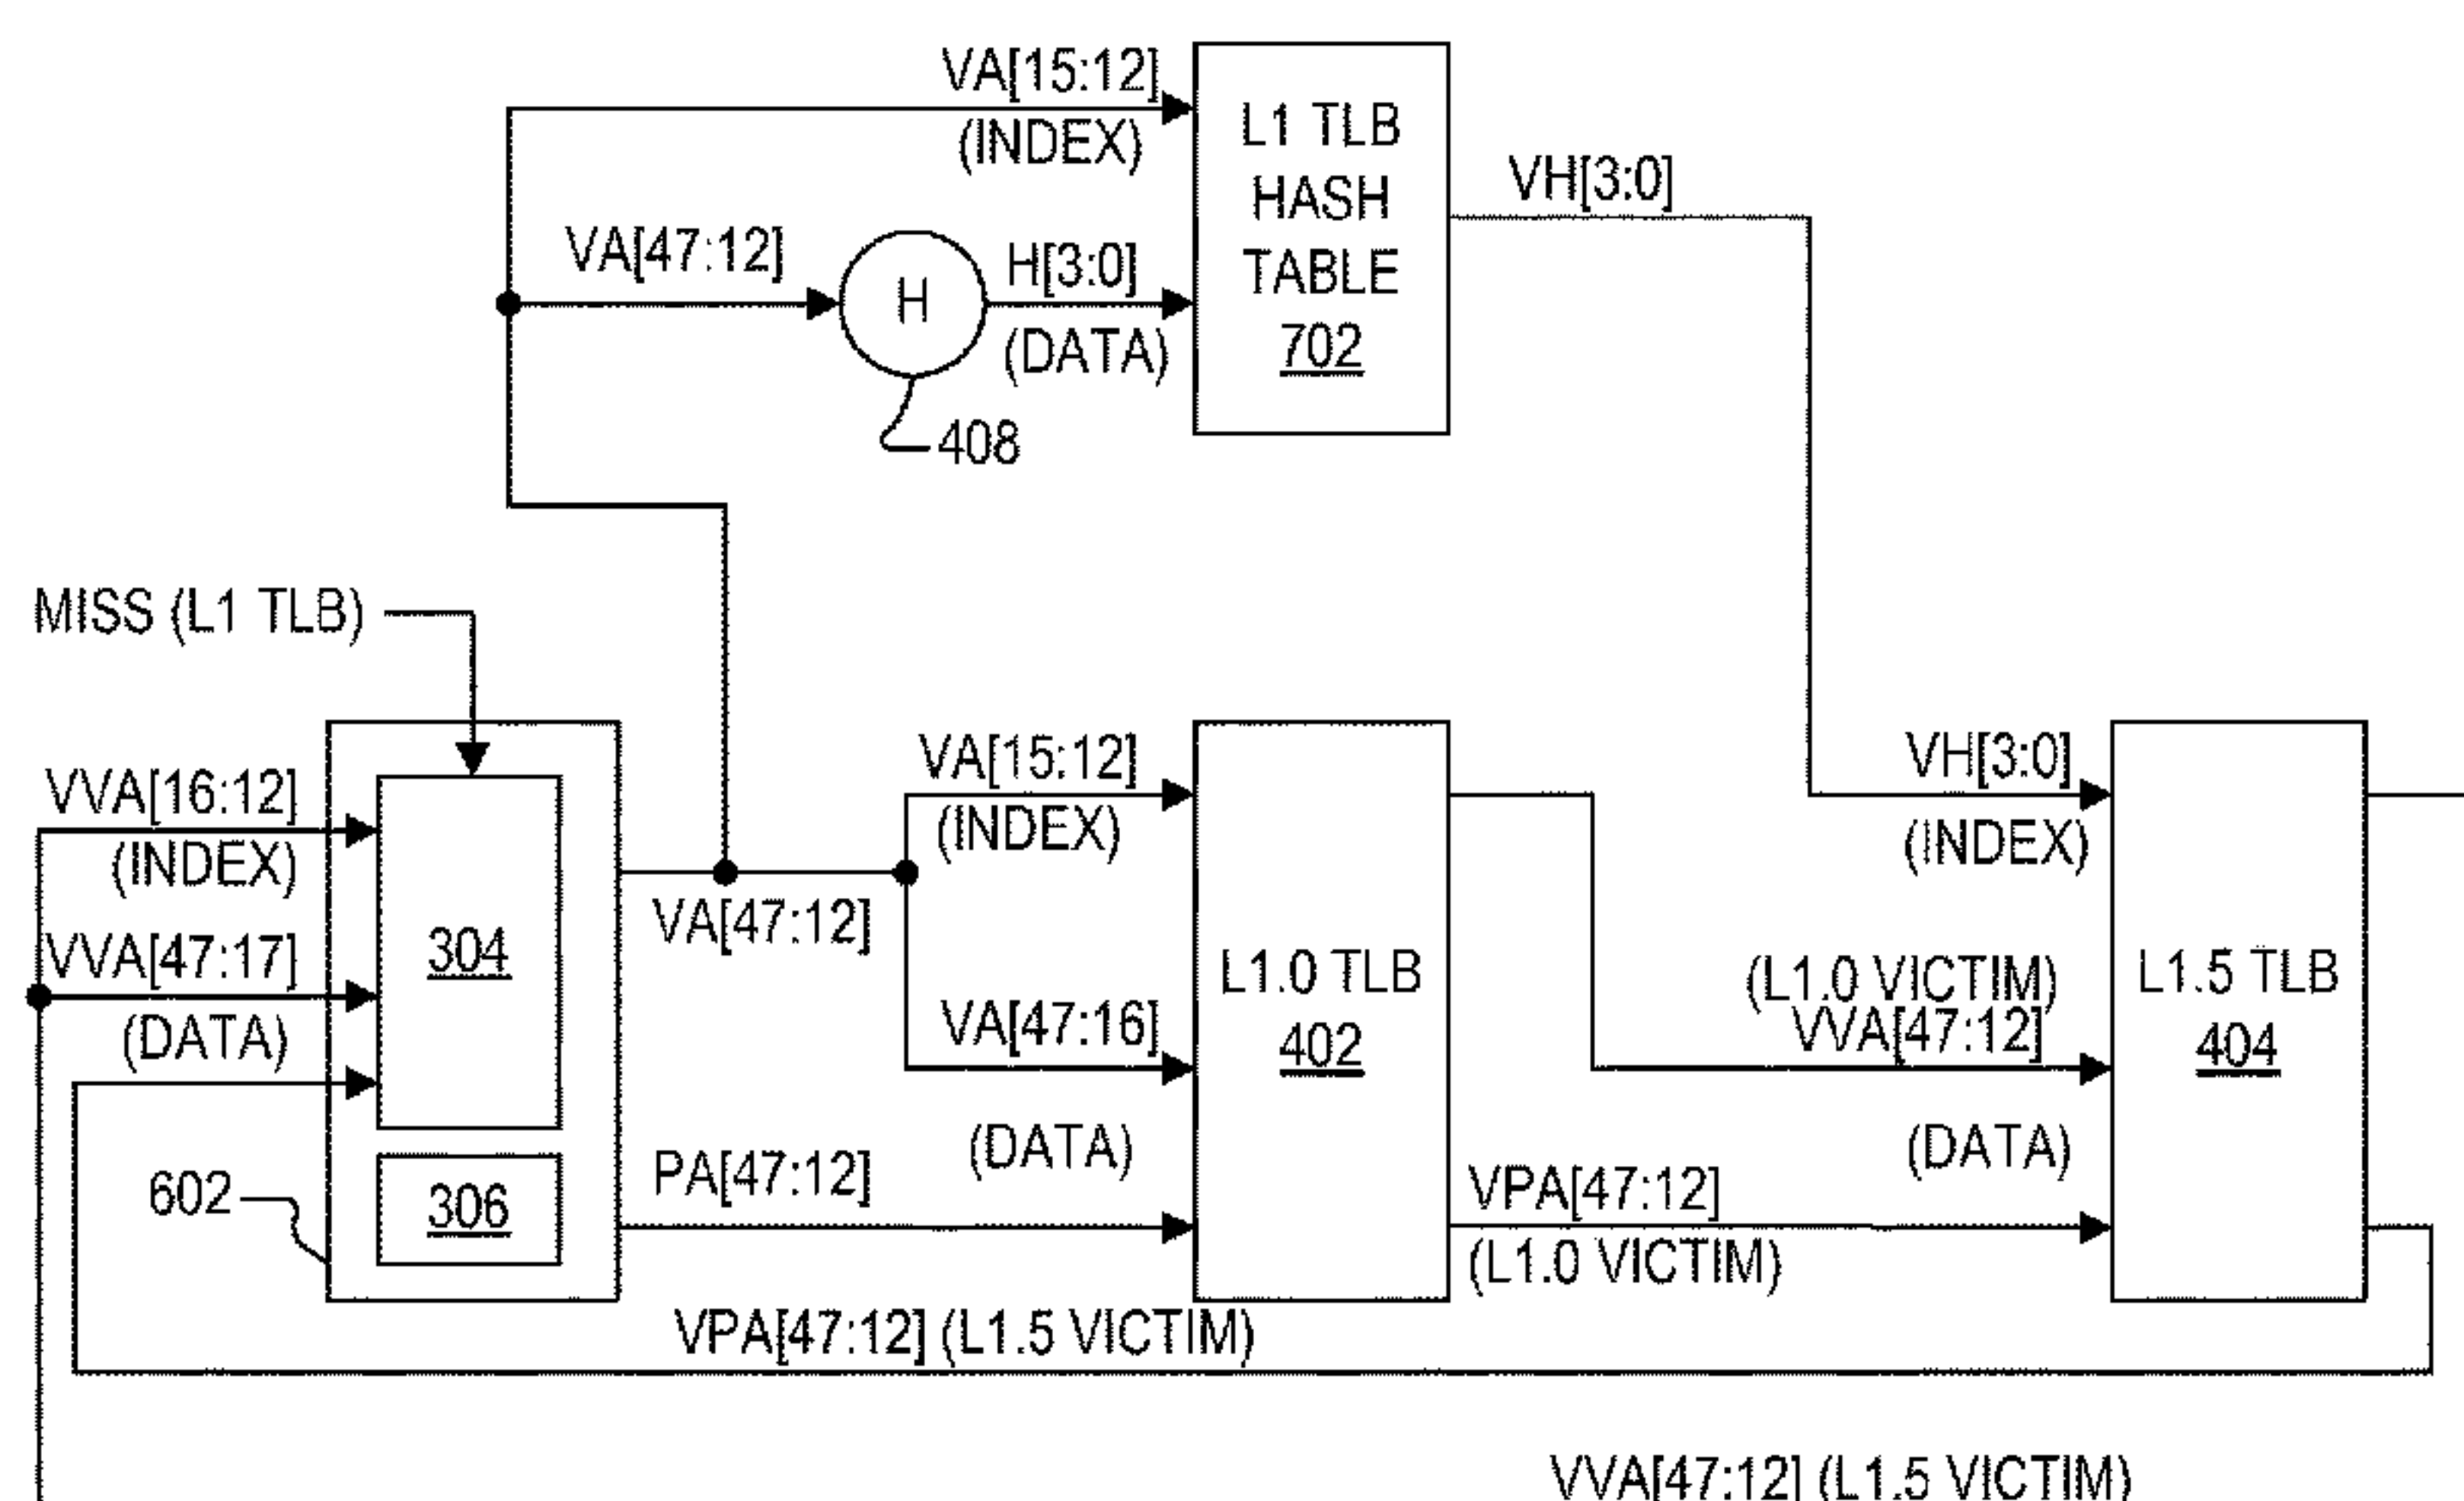 VA[15:12]
(INDEX)
L1 TLB
HASH
TABLE
702
VH[3:0]
VA[47:12]
H
H[3:0]
(DATA)
408
MISS (L1 TLB)
VVA[16:12]
(INDEX)
VVA[47:17]
(DATA)
304
306
602
VA[47:12]
PA[47:12]
VA[15:12]
(INDEX)
VA[47:16]
(DATA)
L1.0 TLB
402
VH[3:0]
(INDEX)
(L1.0 VICTIM)
VVA[47:12]
(DATA)
VPA[47:12]
(L1.0 VICTIM)
L1.5 TLB
404
VPA[47:12] (L1.5 VICTIM)
VVA[47:12] (L1.5 VICTIM)